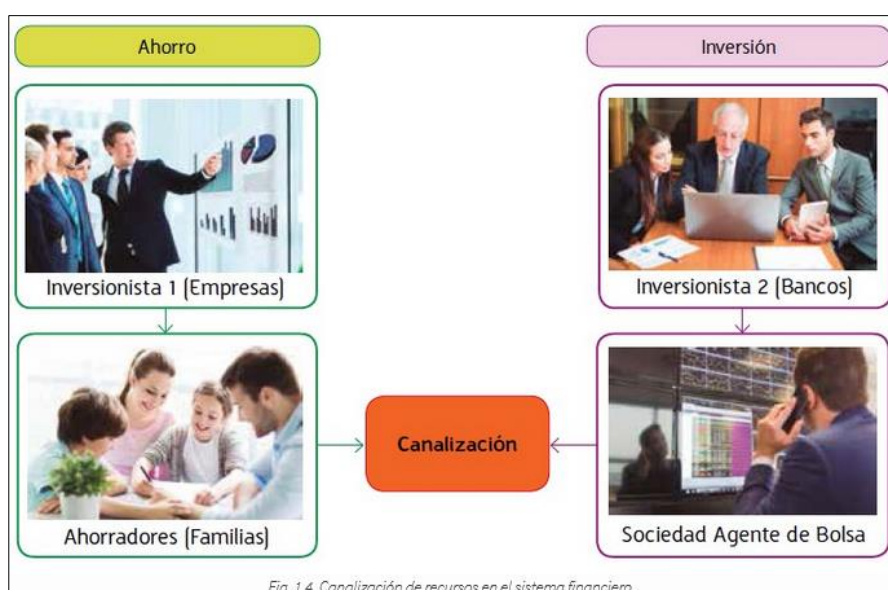 Ahorro
Inversión
Inversionista 1 (Empresas)
Inversionista 2 (Bancos)
Canalización
Ahorradores (Familias)
Sociedad Agente de Bolsa
Fig. 1.4. Canalización de recursos en el sistema financiero